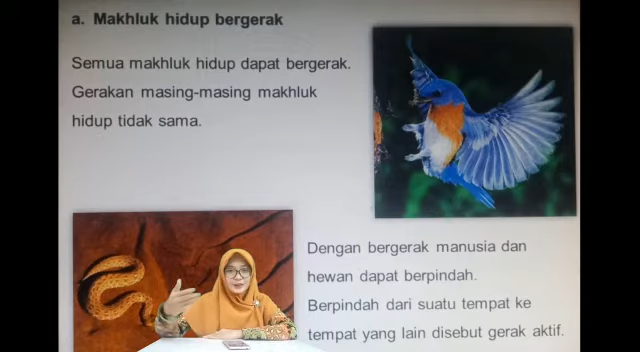 a. Makhluk hidup bergerak
Semua makhluk hidup dapat bergerak.
Gerakan masing-masing makhluk
hidup tidak sama.
Dengan bergerak manusia dan
hewan dapat berpindah.
Berpindah dari suatu tempat ke
tempat yang lain disebut gerak aktif.